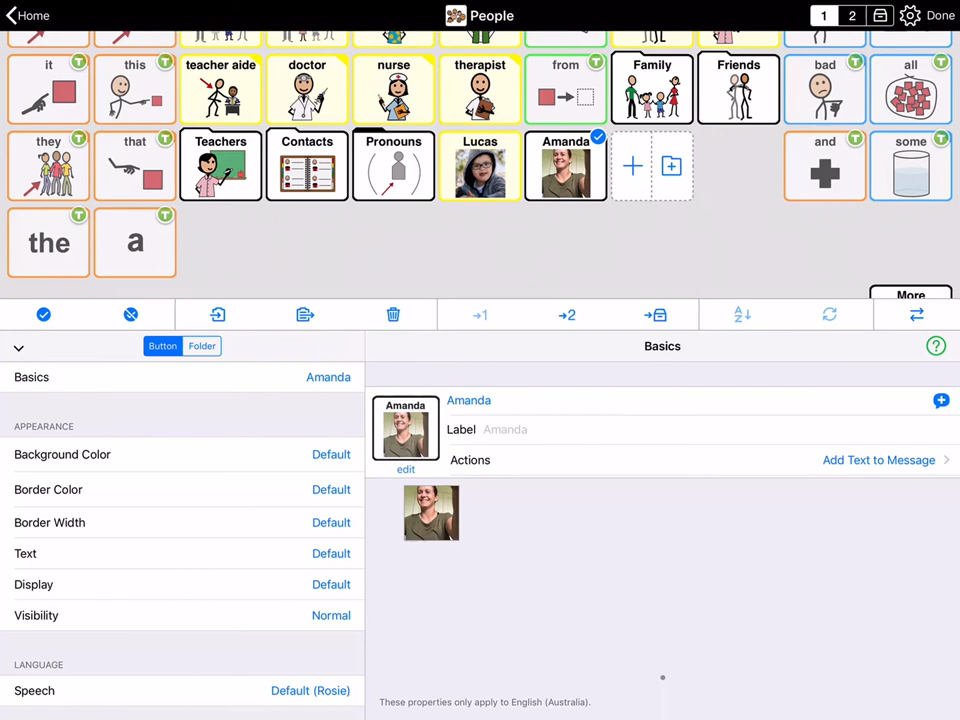 Home
People
1
2
Done
it
T
this
T
teacher aide
doctor
nurse
therapist
from
T
Family
Friends
bad
T
all
T
they
T
that
T
Teachers
Contacts
Pronouns
Lucas
Amanda
and
T
some
T
the
T
a
T
More
→1
→2
Button
Folder
Basics
?
Basics
Amanda
APPEARANCE
Background Color
Default
Border Color
Default
Border Width
Default
Text
Default
Display
Default
Visibility
Normal
LANGUAGE
Speech
Default (Rosie)
Amanda
edit
Amanda
Label Amanda
Actions
Add Text to Message
These properties only apply to English (Australia).